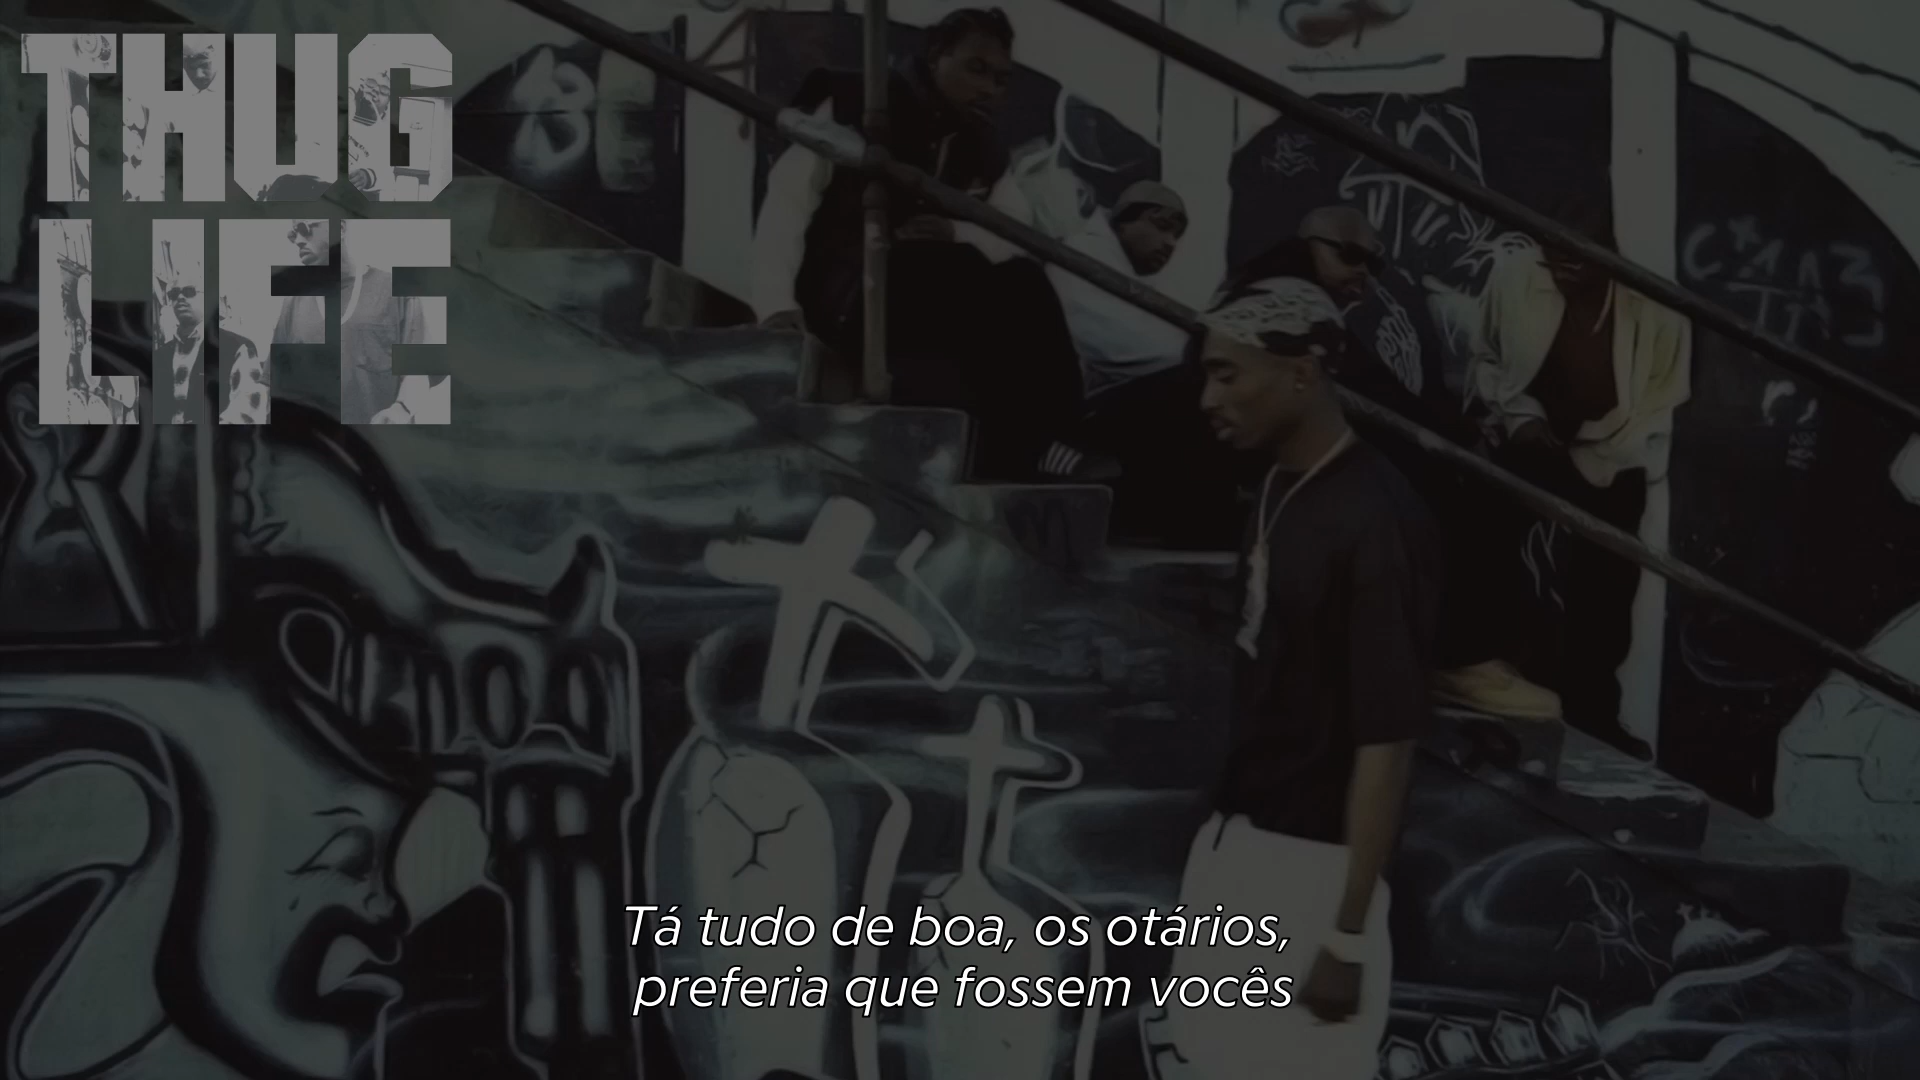 THUG
LIFE
Tá tudo de boa, os otários,
preferia que fossem vocês